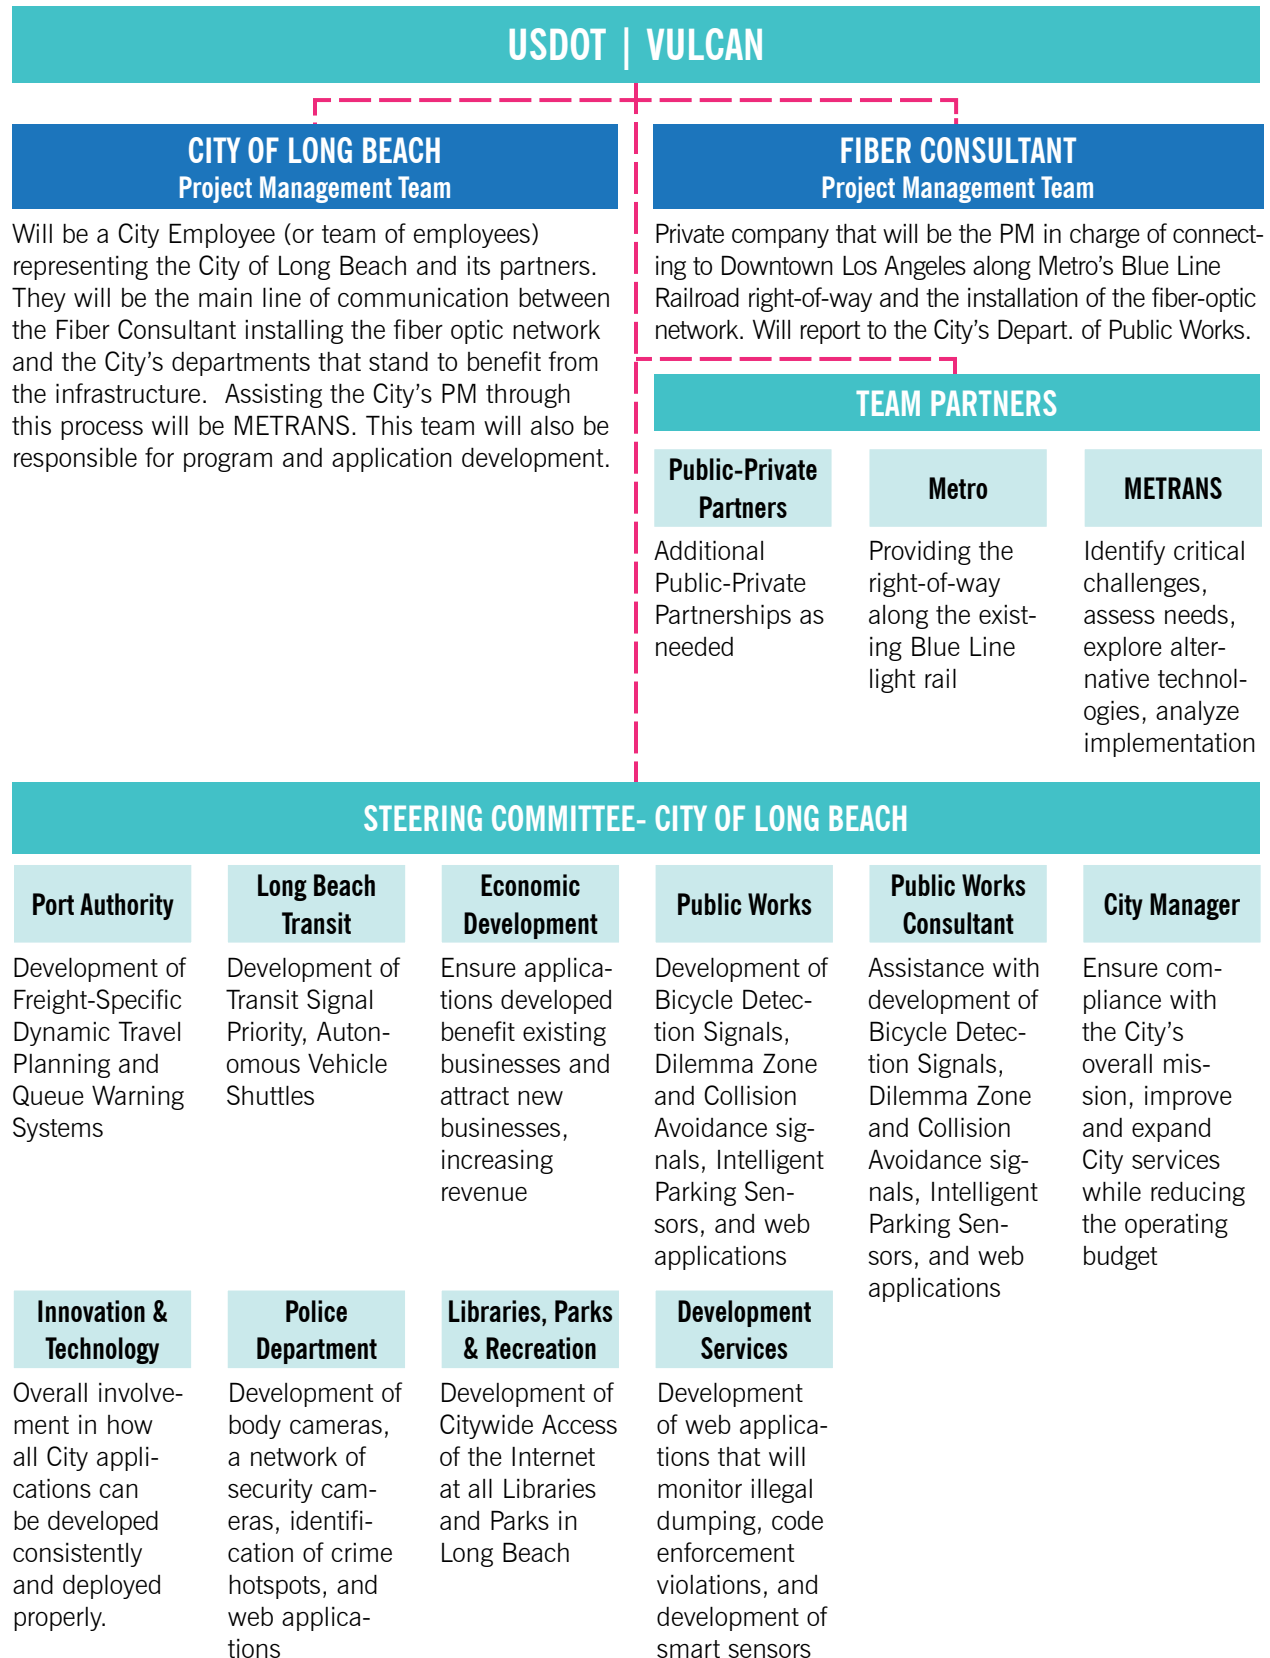 USDOT | VULCAN
CITY OF LONG BEACH
Project Management Team
Will be a City Employee (or team of employees)
representing the City of Long Beach and its partners.
They will be the main line of communication between
the Fiber Consultant installing the fiber optic network
and the City's departments that stand to benefit from
the infrastructure.  Assisting the City's PM through
this process will be METRANS. This team will also be
responsible for program and application development.
FIBER CONSULTANT
Project Management Team
Private company that will be the PM in charge of connect-
ing to Downtown Los Angeles along Metro's Blue Line
Railroad right-of-way and the installation of the fiber-optic
network. Will report to the City's Depart. of Public Works.
TEAM PARTNERS
Public-Private
Partners
Additional
Public-Private
Partnerships as
needed
Metro
Providing the
right-of-way
along the exist-
ing Blue Line
light rail
METRANS
Identify critical
challenges,
assess needs,
explore alter-
native technol-
ogies, analyze
implementation
STEERING COMMITTEE- CITY OF LONG BEACH
Port Authority
Development of
Freight-Specific
Dynamic Travel
Planning and
Queue Warning
Systems
Long Beach
Transit
Development of
Transit Signal
Priority, Auton-
omous Vehicle
Shuttles
Economic
Development
Ensure applica-
tions developed
benefit existing
businesses and
attract new
businesses,
increasing
revenue
Public Works
Development of
Bicycle Detec-
tion Signals,
Dilemma Zone
and Collision
Avoidance sig-
nals, Intelligent
Parking Sen-
sors, and web
applications
Public Works
Consultant
Assistance with
development of
Bicycle Detec-
tion Signals,
Dilemma Zone
and Collision
Avoidance sig-
nals, Intelligent
Parking Sen-
sors, and web
applications
City Manager
Ensure com-
pliance with
the City's
overall mis-
sion, improve
and expand
City services
while reducing
the operating
budget
Innovation &
Technology
Overall involve-
ment in how
all City appli-
cations can
be developed
consistently
and deployed
properly.
Police
Department
Development of
body cameras,
a network of
security cam-
eras, identifi-
cation of crime
hotspots, and
web applica-
tions
Libraries, Parks
& Recreation
Development of
Citywide Access
of the Internet
at all Libraries
and Parks in
Long Beach
Development
Services
Development
of web applica-
tions that will
monitor illegal
dumping, code
enforcement
violations, and
development of
smart sensors